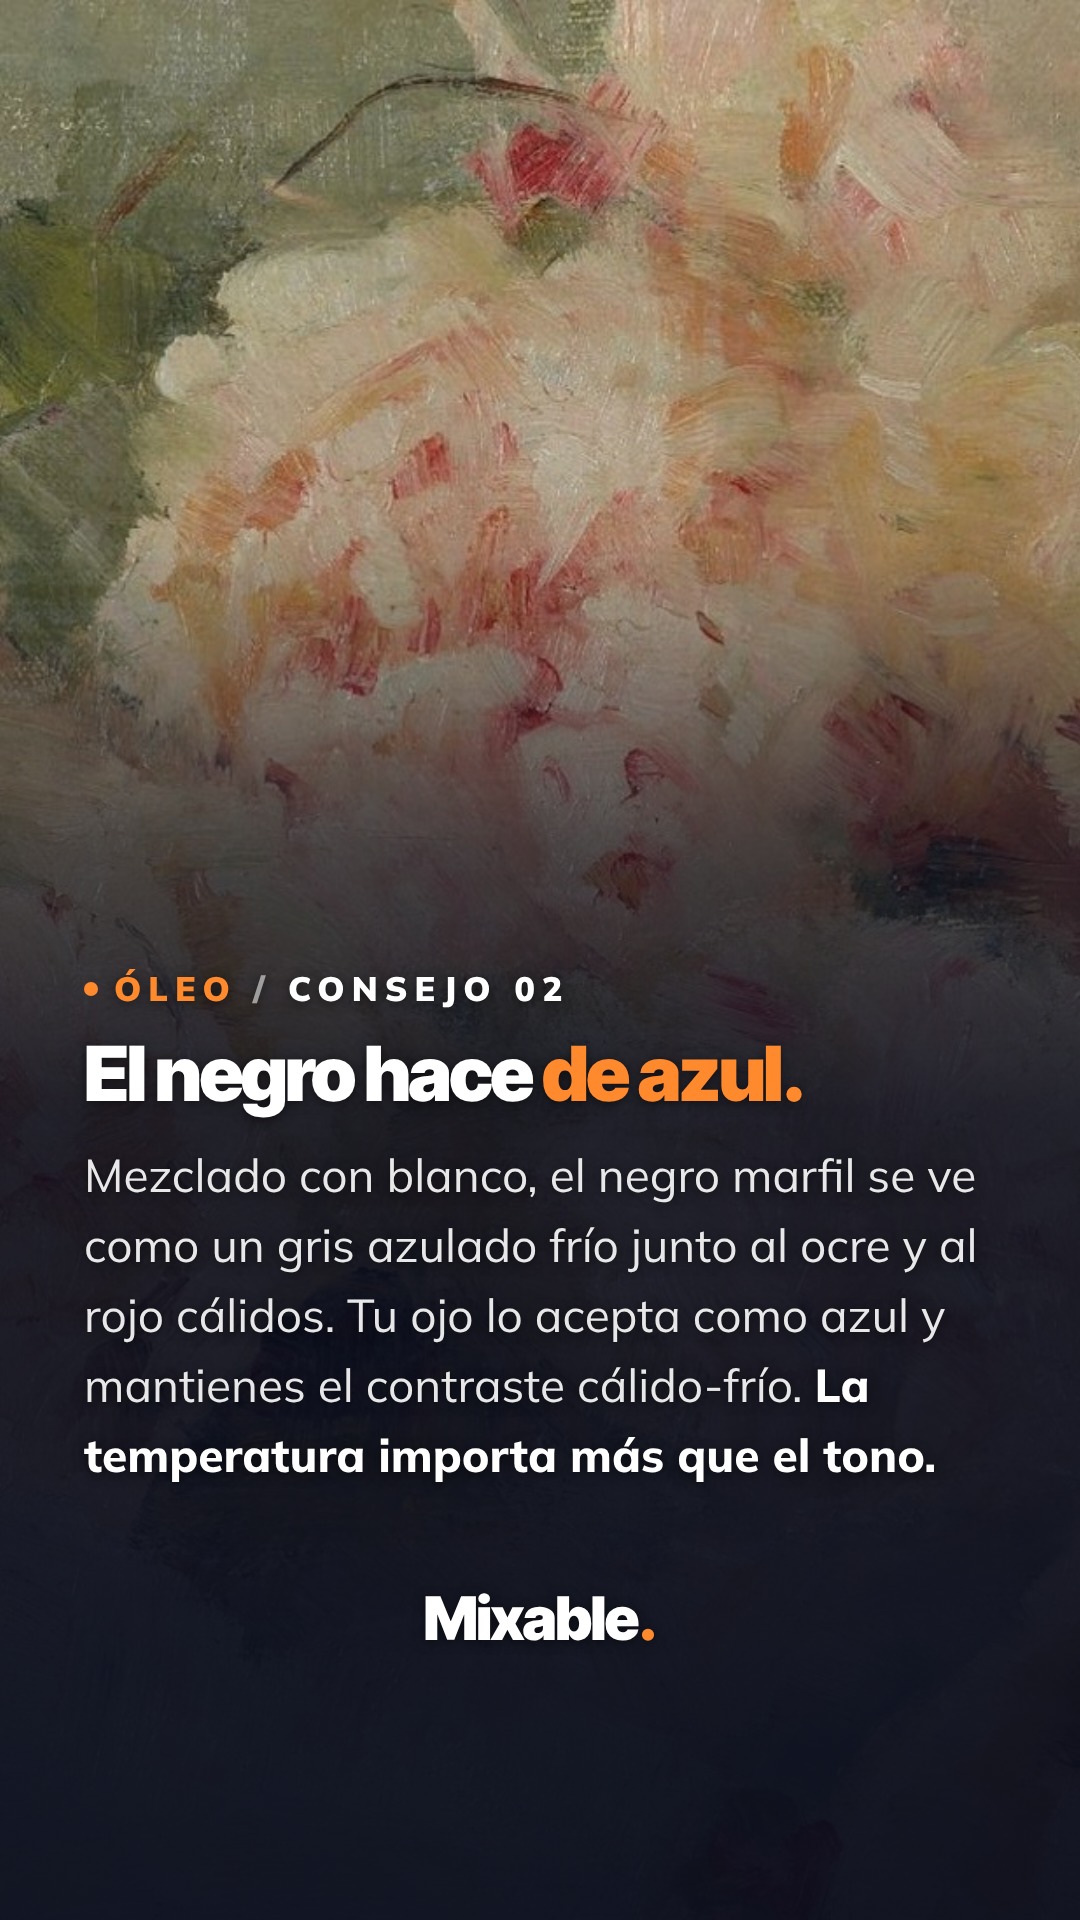 • ÓLEO / CONSEJO 02
El negro hace de azul.
Mezclado con blanco, el negro marfil se ve
como un gris azulado frío junto al ocre y al
rojo cálidos. Tu ojo lo acepta como azul y
mantienes el contraste cálido-frío. La
temperatura importa más que el tono.
Mixable.